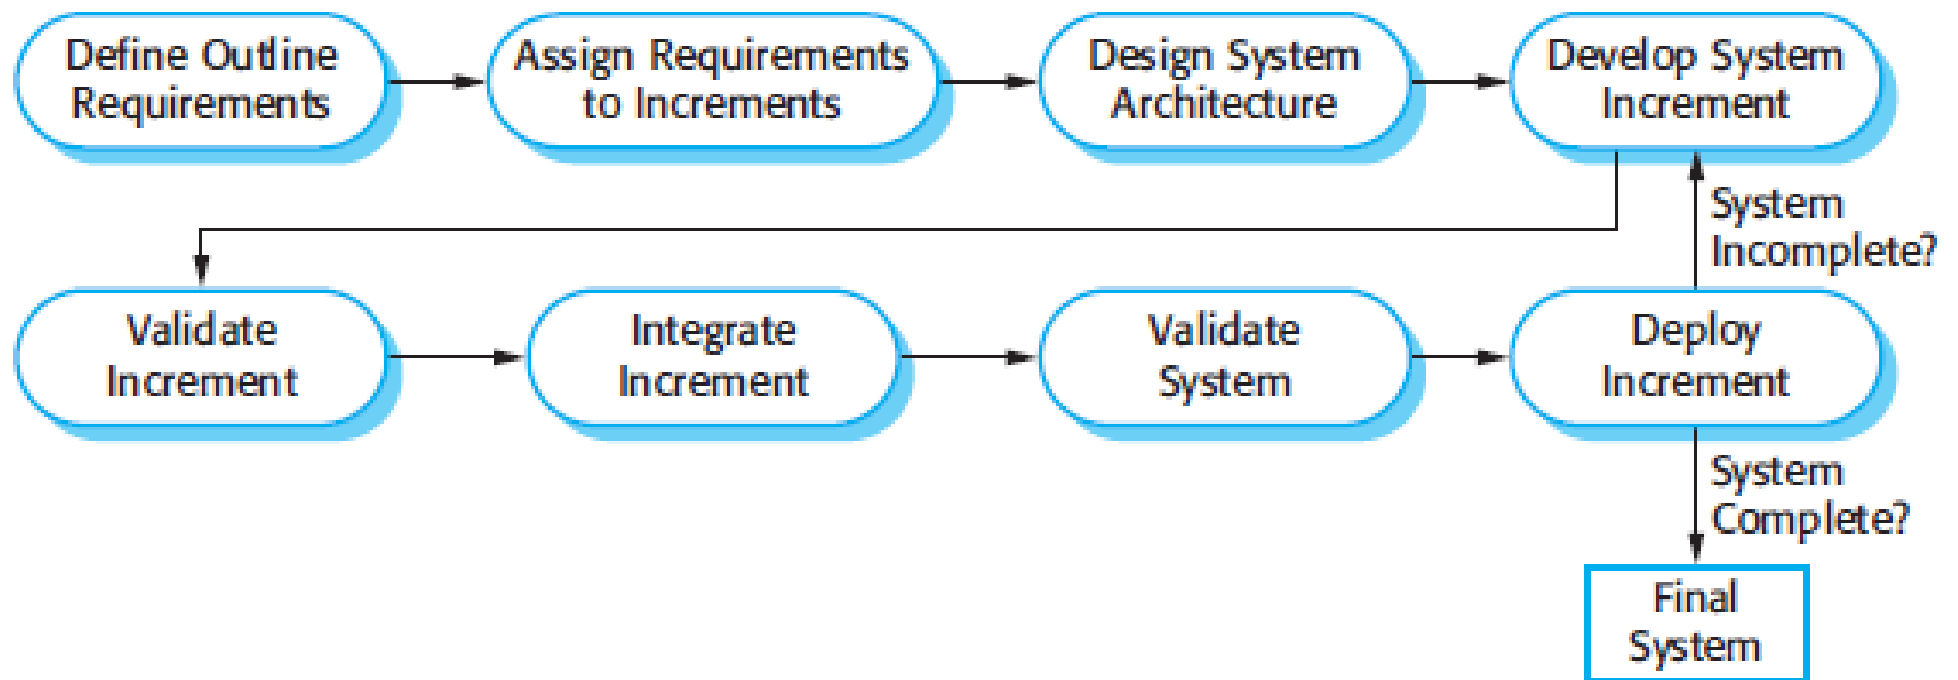 Define Outline
Requirements
Assign Requirements
to Increments
Design System
Architecture
Develop System
Increment
System
Incomplete?
Validate
Increment
Integrate
Increment
Validate
System
Deploy
Increment
System
Complete?
Final
System